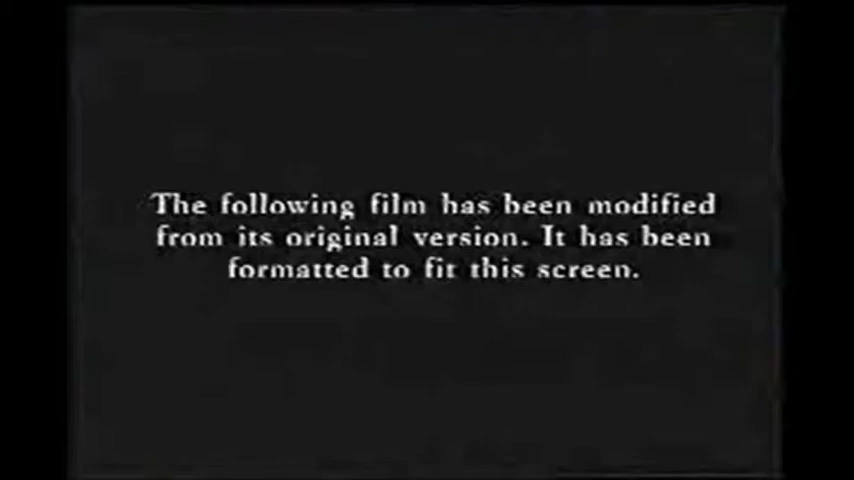 The following film has been modified
from its original version. It has been
formatted to fit this screen.